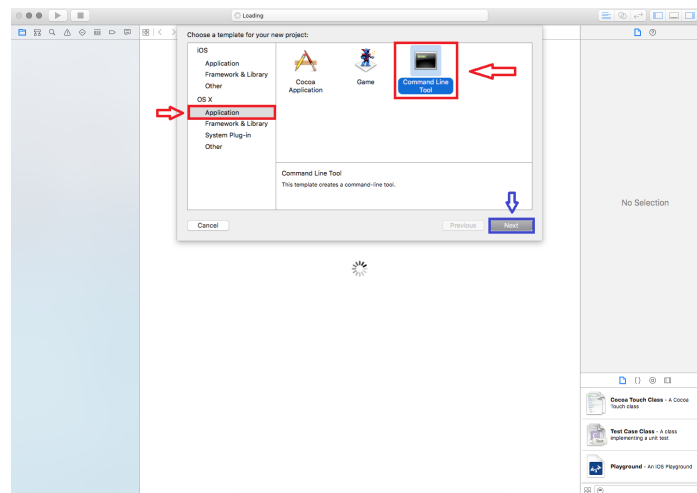 Loading
Choose a template for your new project:
iOS
Application
Framework & Library
Other
OS X
Application
Framework & Library
System Plug-in
Other
Cocoa
Application
Game
Command Line
Tool
Command Line Tool
This template creates a command-line tool.
Cancel
Previous
Next
No Selection
Cocoa Touch Class - A Cocoa
Touch class
Test Case Class - A class
implementing a unit test
Playground - An iOS Playground